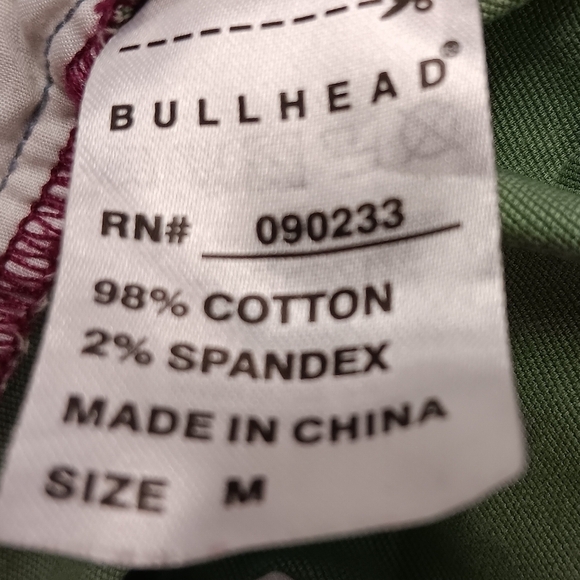 BULLHEAD®
RN# 090233
98% COTTON
2% SPANDEX
MADE IN CHINA
SIZE M